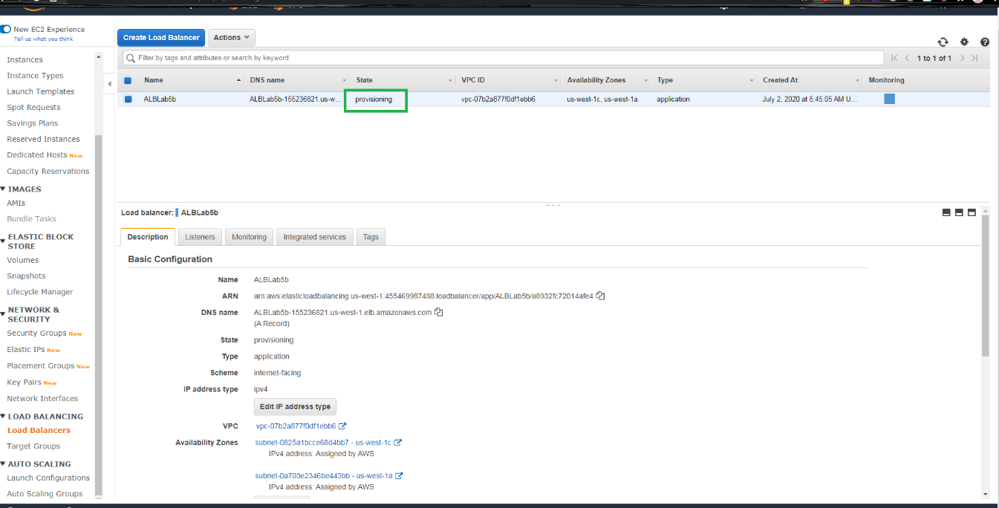 New EC2 Experience
Tell us what you think
Instances
Instance Types
Launch Templates
Spot Requests
Savings Plans
Reserved Instances
Dedicated Hosts New
Capacity Reservations
IMAGES
AMIs
Bundle Tasks
ELASTIC BLOCK
STORE
Volumes
Snapshots
Lifecycle Manager
NETWORK &
SECURITY
Security Groups New
Elastic IPs New
Placement Groups New
Key Pairs New
Network Interfaces
LOAD BALANCING
Load Balancers
Target Groups
AUTO SCALING
Launch Configurations
Auto Scaling Groups
Create Load Balancer Actions
Filter by tags and attributes or search by keyword 1 to 1 of 1
Name DNS name State VPC ID Availability Zones Type Created At Monitoring
ALBLab5b ALBLab5b-155236821.us-w... provisioning vpc-07b2a877f0df1ebb6 us-west-1c, us-west-1a application July 2, 2020 at 5:45:05 AM U...
Load balancer: ALBLab5b
Description Listeners Monitoring Integrated services Tags
Basic Configuration
Name ALBLab5b
ARN arn:aws:elasticloadbalancing:us-west-1:455469987488:loadbalancer/app/ALBLab5b/a8932fc72014afe4
DNS name ALBLab5b-155236821.us-west-1.elb.amazonaws.com
(A Record)
State provisioning
Type application
Scheme internet-facing
IP address type ipv4
Edit IP address type
VPC vpc-07b2a877f0df1ebb6
Availability Zones subnet-0825a1bcce68d4bb7 - us-west-1c
IPv4 address: Assigned by AWS
subnet-0a703e2346be443bb - us-west-1a
IPv4 address: Assigned by AWS